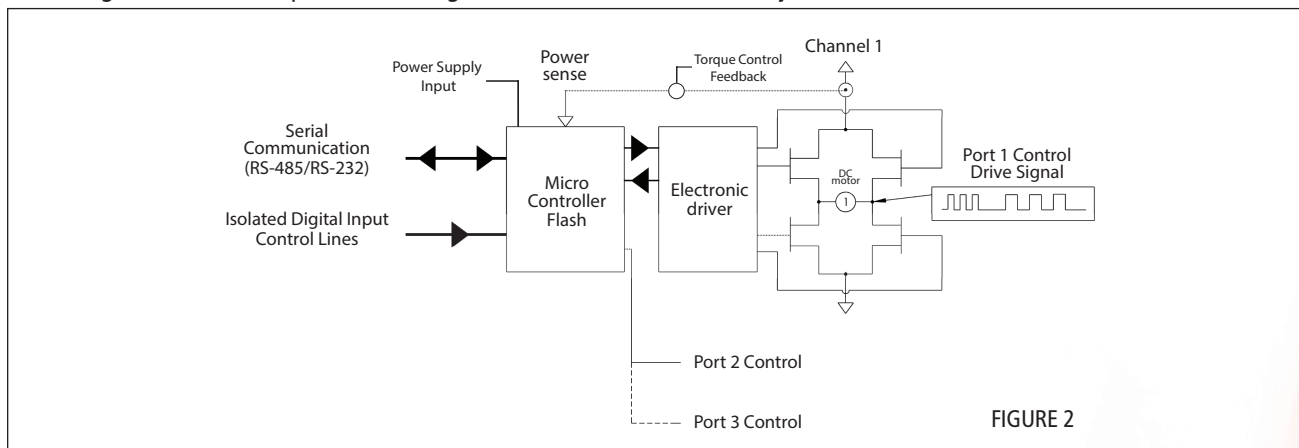 Channel 1
Power
sense
Torque Control
Feedback
Power Supply
Input
Serial
Communication
(RS-485/RS-232)
Isolated Digital Input
Control Lines
Micro
Controller
Flash
Electronic
driver
DC
motor
1
Port 1 Control
Drive Signal
Port 2 Control
Port 3 Control
FIGURE 2